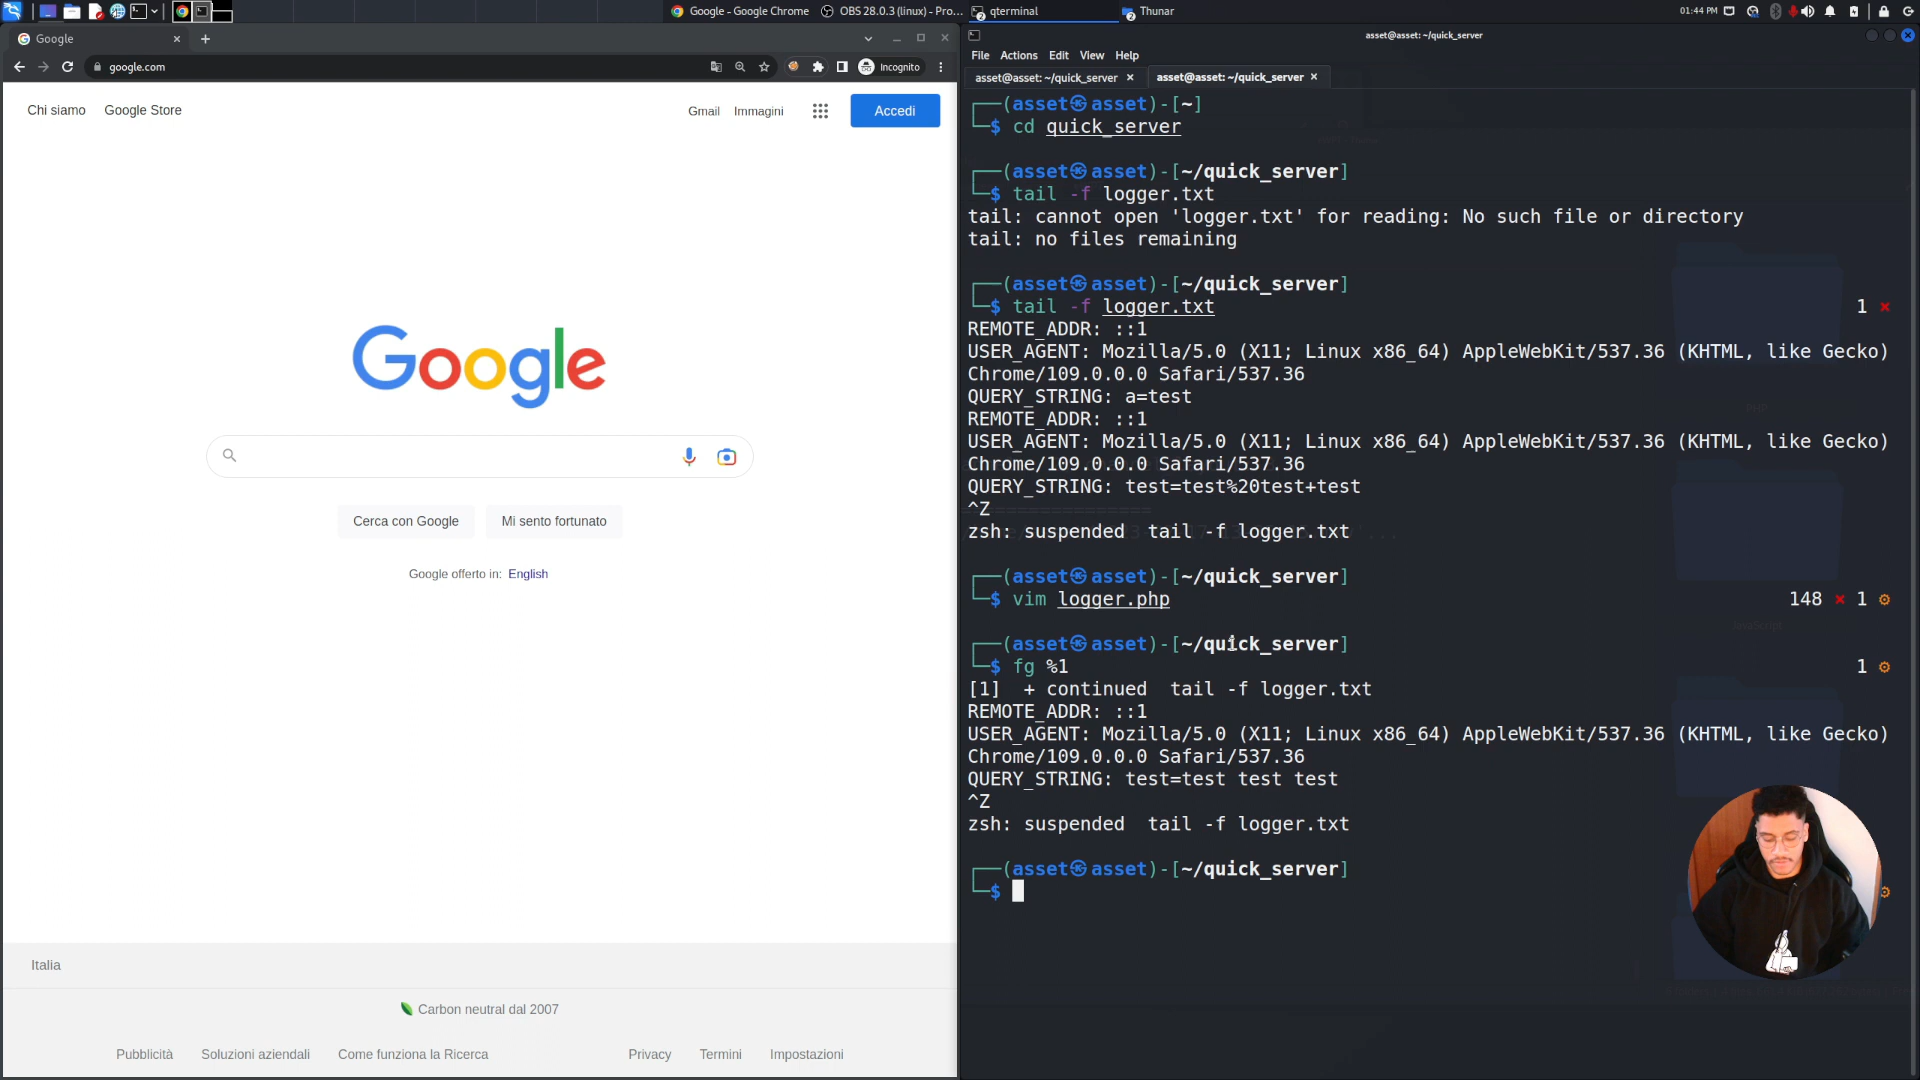 Google - Google Chrome
OBS 28.0.3 (linux) - Pro...
2 qterminal
2 Thunar
01:44 PM
Google
google.com
Incognito
Chi siamo Google Store
Gmail Immagini
Accedi
Google
Cerca con Google
Mi sento fortunato
Google offerto in: English
Italia
Carbon neutral dal 2007
Pubblicità Soluzioni aziendali Come funziona la Ricerca Privacy Termini Impostazioni
asset@asset: ~/quick_server
File Actions Edit View Help
asset@asset: ~/quick_server
asset@asset: ~/quick_server
┌──(asset㉿asset)-[~]
└─$ cd quick_server
┌──(asset㉿asset)-[~/quick_server]
└─$ tail -f logger.txt
tail: cannot open 'logger.txt' for reading: No such file or directory
tail: no files remaining
┌──(asset㉿asset)-[~/quick_server]
└─$ tail -f logger.txt 1 ✖
REMOTE_ADDR: ::1
USER_AGENT: Mozilla/5.0 (X11; Linux x86_64) AppleWebKit/537.36 (KHTML, like Gecko)
Chrome/109.0.0.0 Safari/537.36
QUERY_STRING: a=test
REMOTE_ADDR: ::1
USER_AGENT: Mozilla/5.0 (X11; Linux x86_64) AppleWebKit/537.36 (KHTML, like Gecko)
Chrome/109.0.0.0 Safari/537.36
QUERY_STRING: test=test%20test+test
^Z
zsh: suspended tail -f logger.txt
┌──(asset㉿asset)-[~/quick_server]
└─$ vim logger.php 148 ✖ 1 ⚙
┌──(asset㉿asset)-[~/quick_server]
└─$ fg %1 1 ⚙
[1] + continued tail -f logger.txt
REMOTE_ADDR: ::1
USER_AGENT: Mozilla/5.0 (X11; Linux x86_64) AppleWebKit/537.36 (KHTML, like Gecko)
Chrome/109.0.0.0 Safari/537.36
QUERY_STRING: test=test test test
^Z
zsh: suspended tail -f logger.txt
┌──(asset㉿asset)-[~/quick_server]
└─$